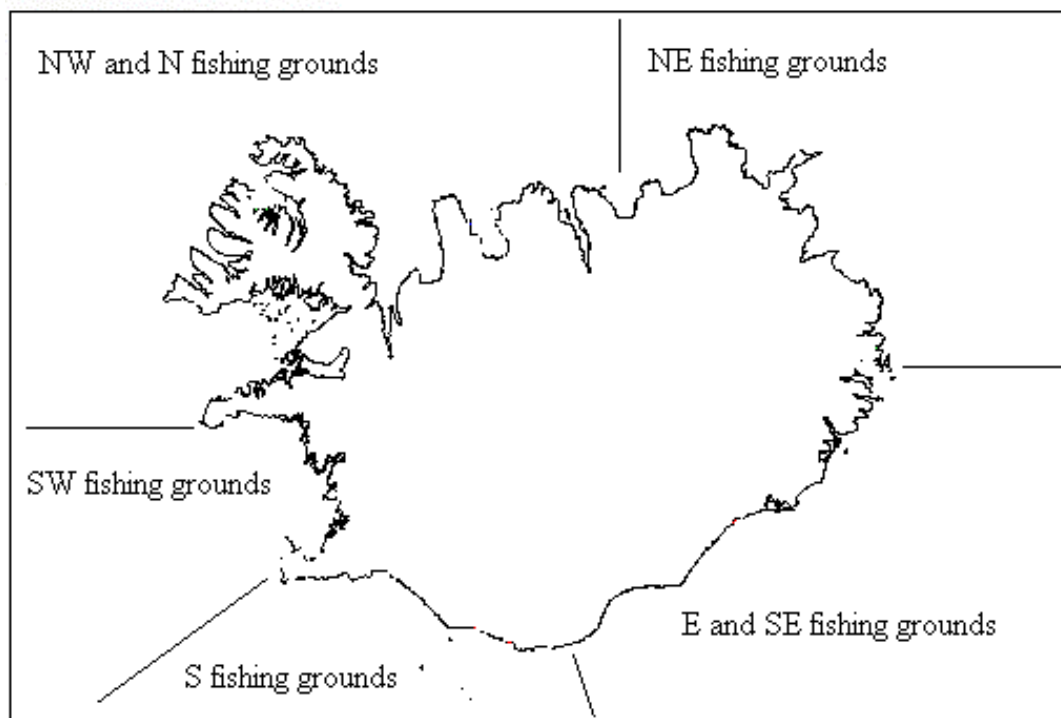 NW and N fishing grounds
NE fishing grounds
SW fishing grounds
E and SE fishing grounds
S fishing grounds